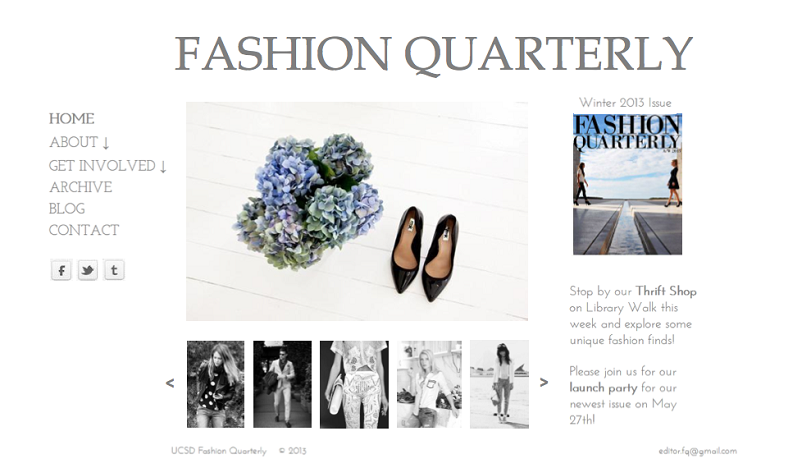 FASHION QUARTERLY
HOME
ABOUT ↓
GET INVOLVED ↓
ARCHIVE
BLOG
CONTACT
f
t
Winter 2013 Issue
FASHION
QUARTERLY
Stop by our Thrift Shop
on Library Walk this
week and explore some
unique fashion finds!
Please join us for our
launch party for our
newest issue on May
27th!
<
>
UCSD Fashion Quarterly © 2013
editor.fq@gmail.com